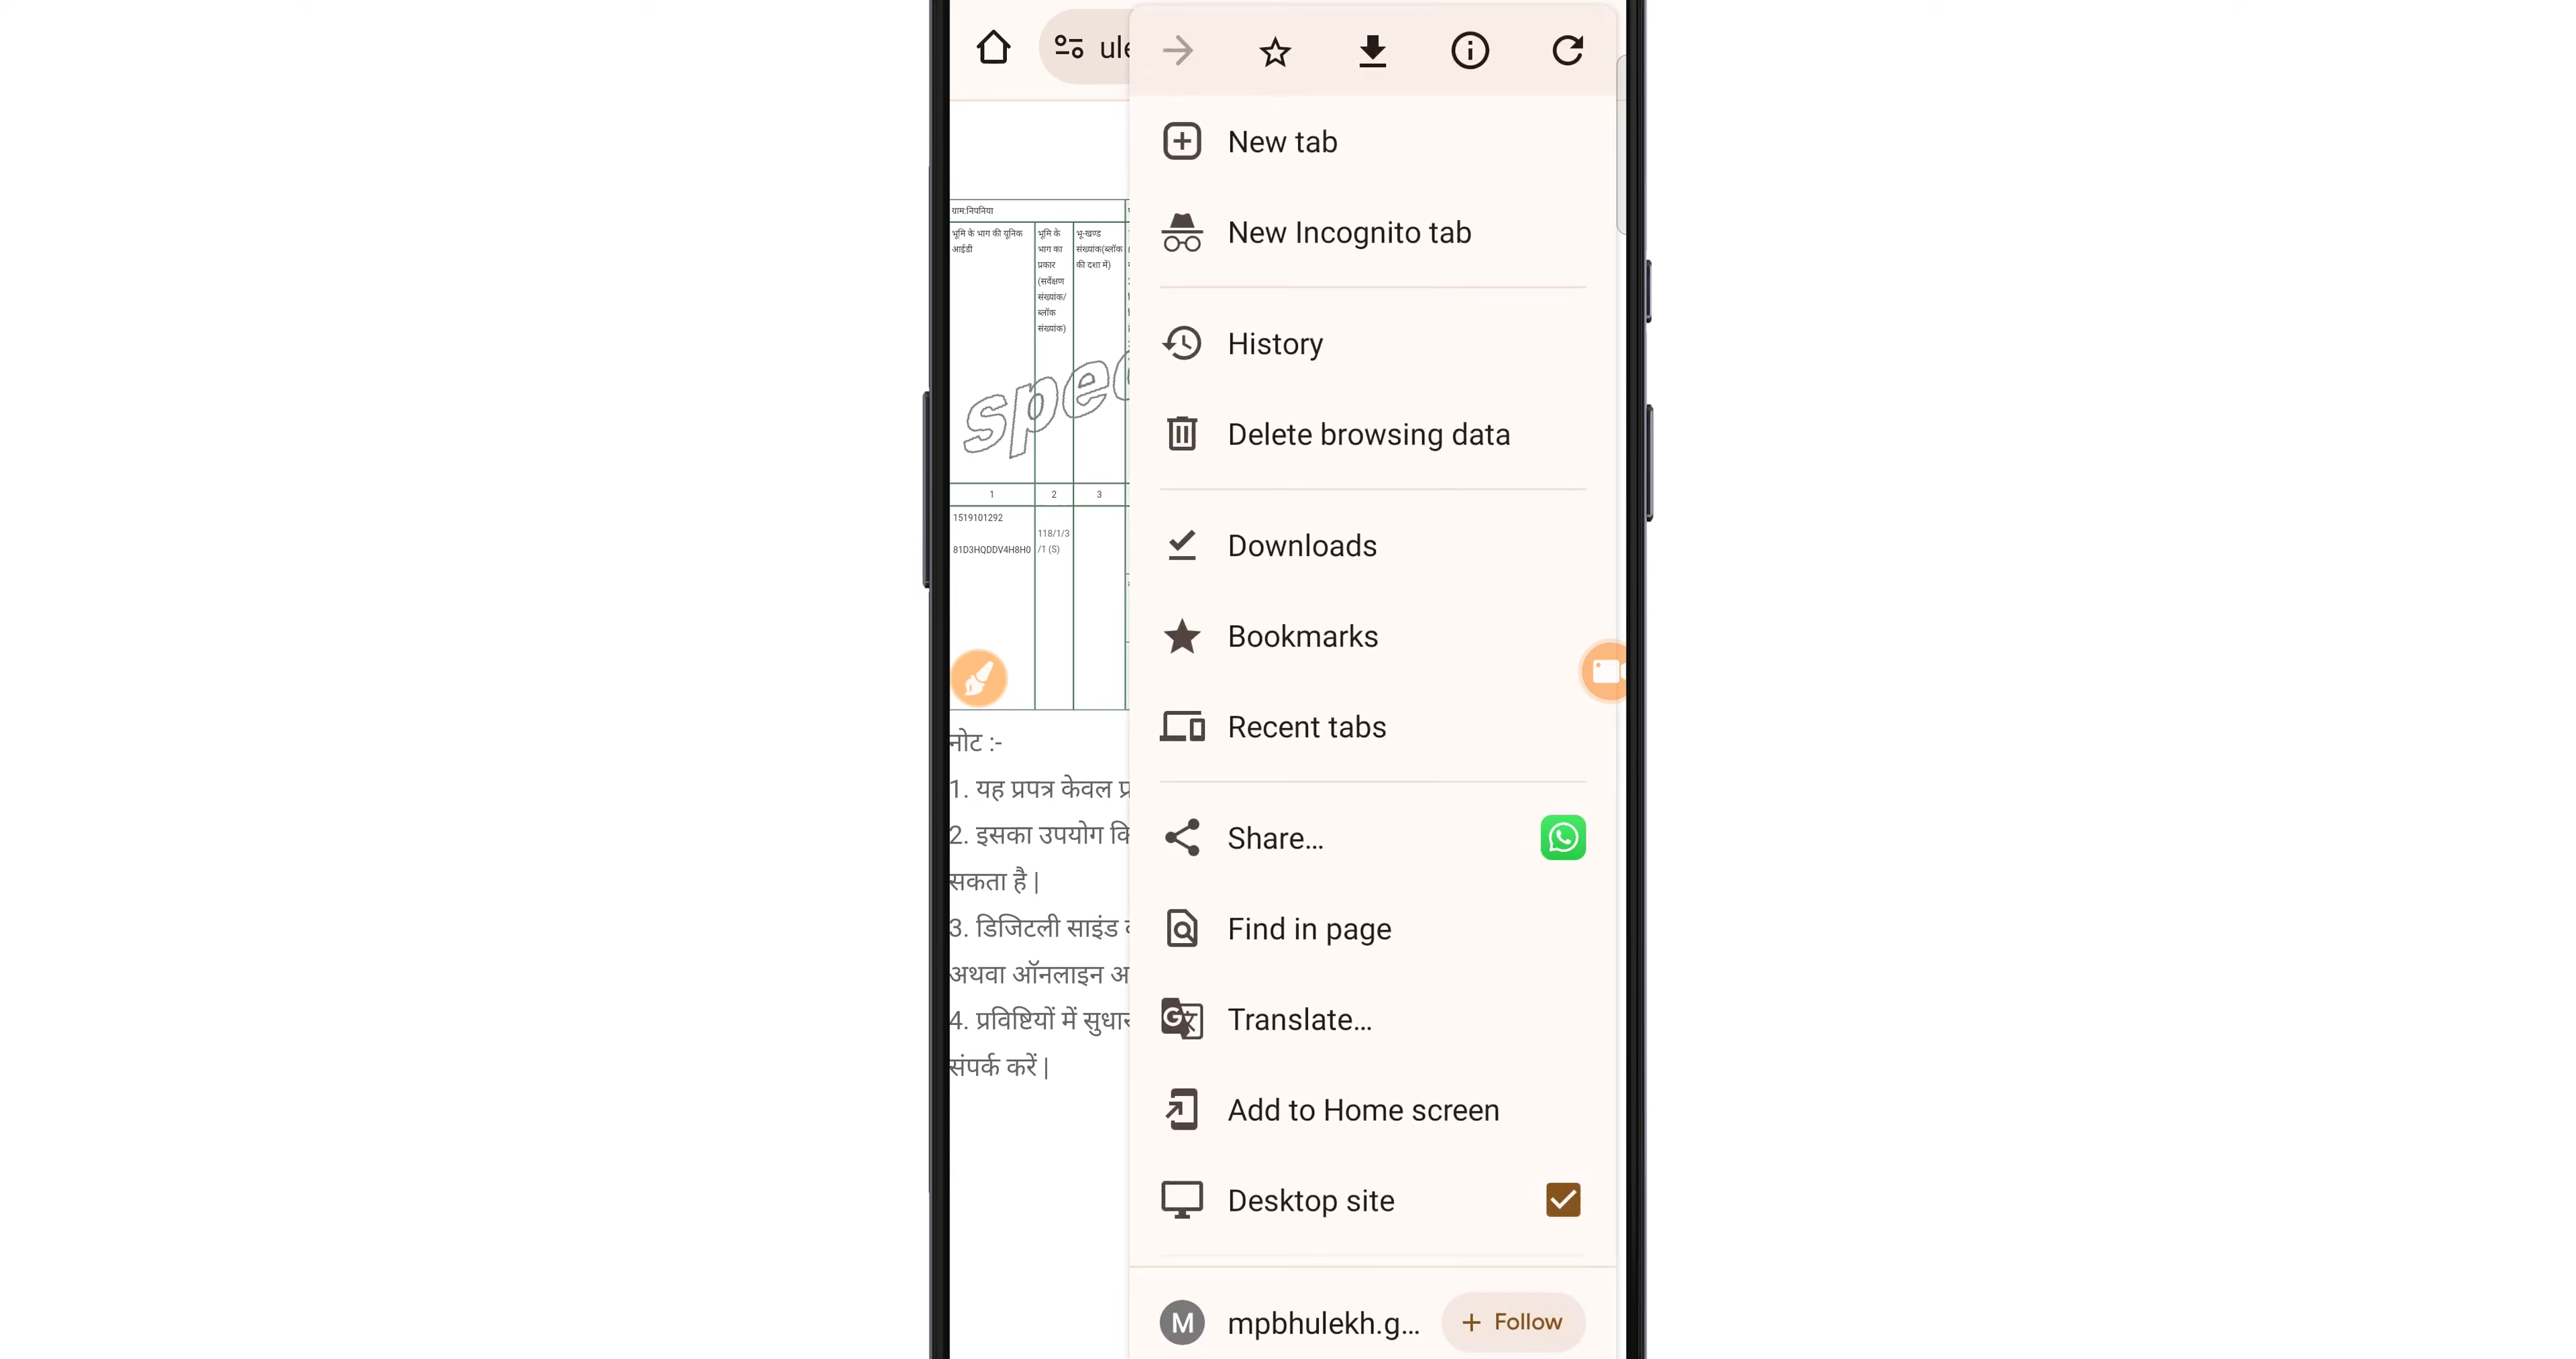 ule
New tab
New Incognito tab
History
Delete browsing data
Downloads
Bookmarks
Recent tabs
Share...
Find in page
Translate...
Add to Home screen
Desktop site
M mpbhulekh.g... + Follow
ग्राम:निपनिया
भूमि के भाग की यूनिक
आईडी
भूमि के
भाग का
प्रकार
(सर्वेक्षण
संख्यांक/
ब्लॉक
संख्यांक)
भू-खण्ड
संख्यांक(ब्लॉक
की दशा में)
spec
1 2 3
1519101292
81D3HQDDV4H8H0
118/1/3
/1 (S)
नोट :-
1. यह प्रपत्र केवल
2. इसका उपयोग
सकता है |
3. डिजिटली साइंड
अथवा ऑनलाइन
4. प्रविष्टियों में
संपर्क करें |